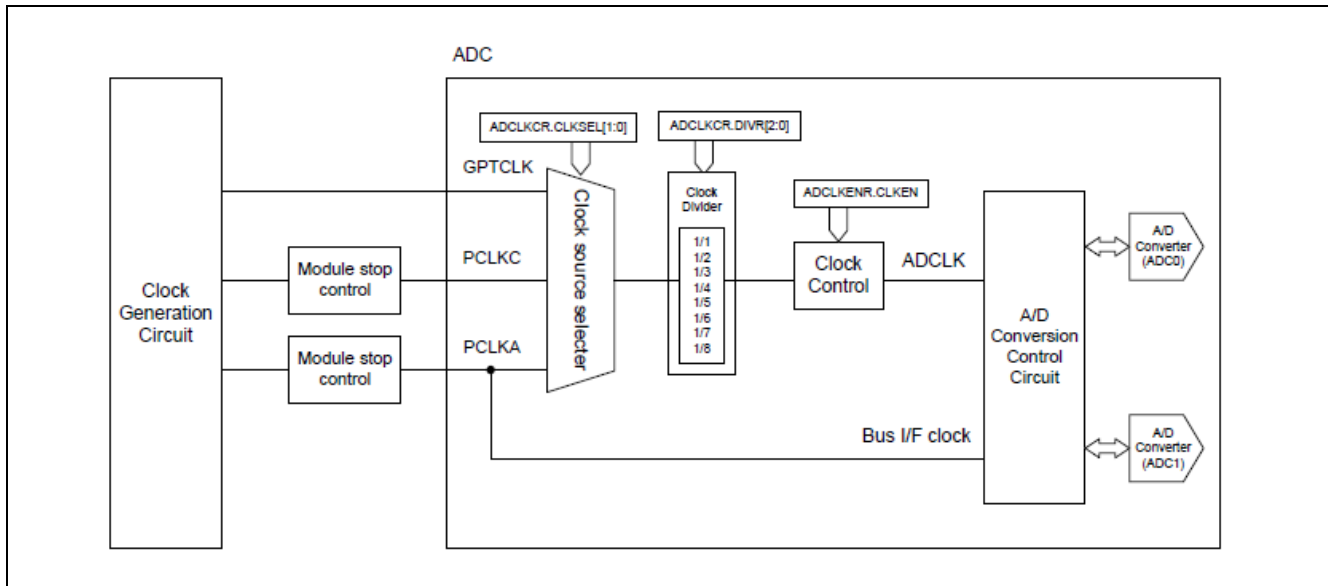 ADC
ADCLKCR.CLKSEL[1:0]
ADCLKCR.DIVR[2:0]
GPTCLK
Clock
Divider
ADCLKENR.CLKEN
1/1
1/2
1/3
1/4
1/5
1/6
1/7
1/8
Clock source selecter
Module stop
control
PCLKC
Clock
Control
ADCLK
A/D
Converter
(ADC0)
Clock
Generation
Circuit
A/D
Conversion
Control
Circuit
Module stop
control
PCLKA
Bus I/F clock
A/D
Converter
(ADC1)